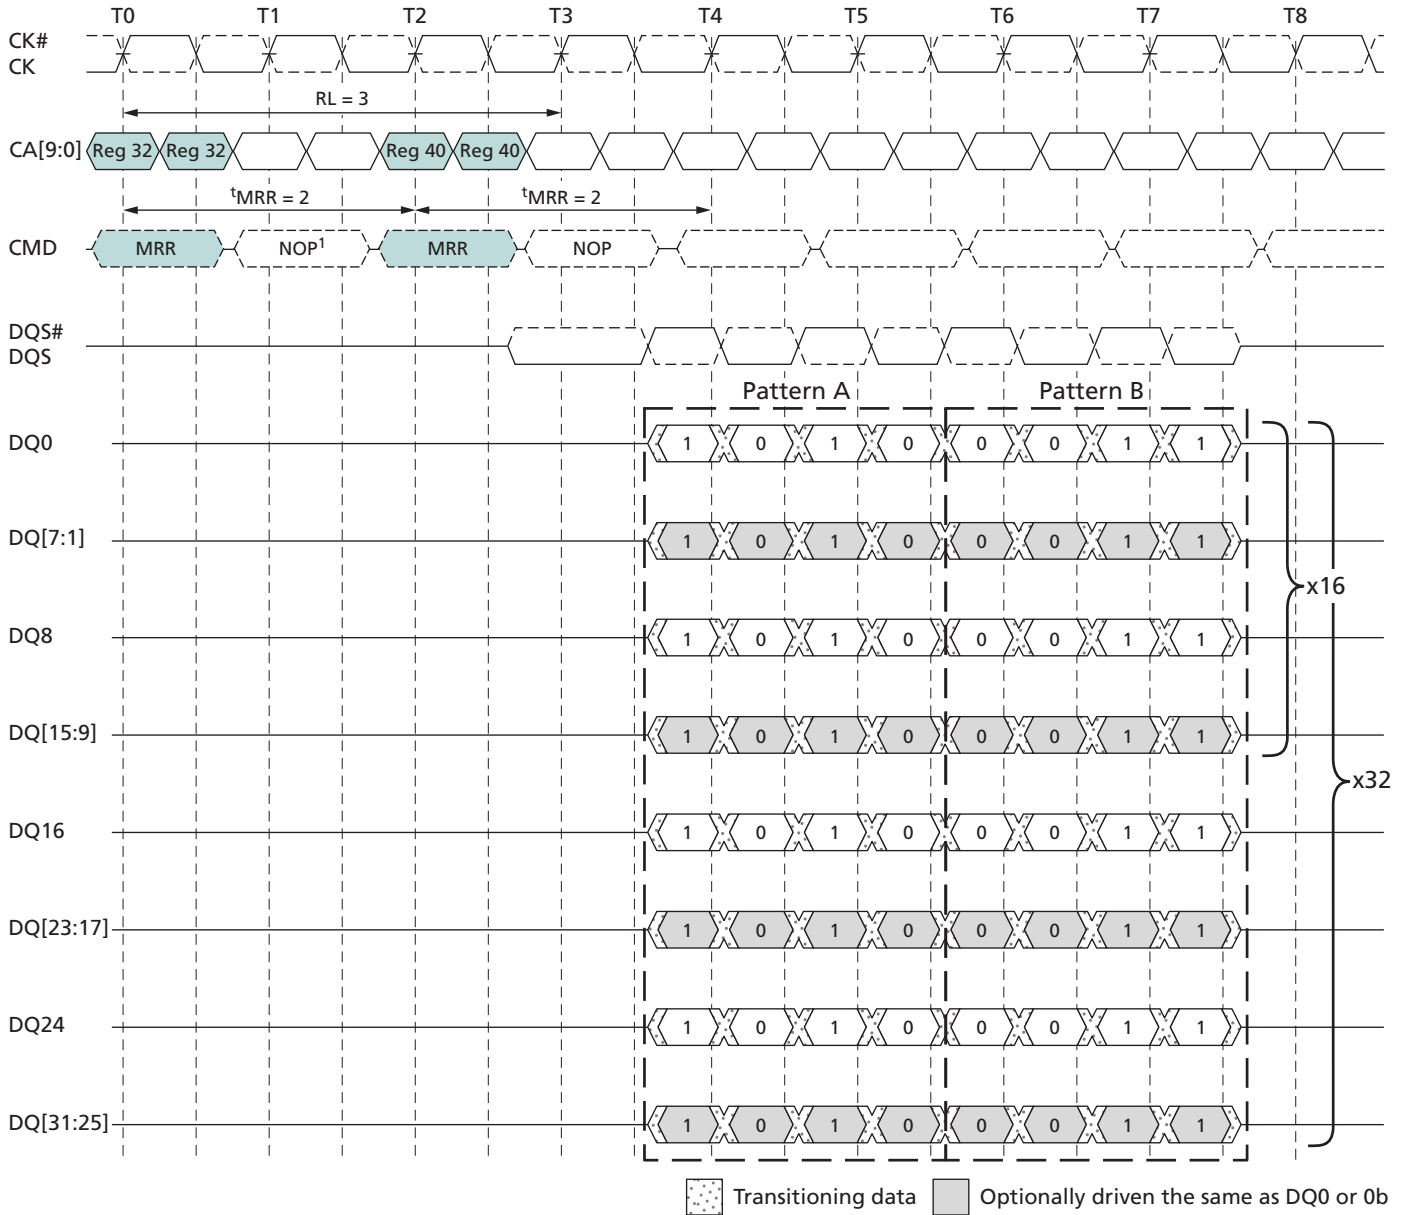 T0 T1 T2 T3 T4 T5 T6 T7 T8
CK#
CK
RL = 3
CA[9:0] Reg 32 Reg 32 Reg 40 Reg 40
tMRR = 2 tMRR = 2
CMD MRR NOP1 MRR NOP
DQS#
DQS
Pattern A Pattern B
DQ0 1 0 1 0 0 0 1 1
DQ[7:1] 1 0 1 0 0 0 1 1
x16
DQ8 1 0 1 0 0 0 1 1
DQ[15:9] 1 0 1 0 0 0 1 1
x32
DQ16 1 0 1 0 0 0 1 1
DQ[23:17] 1 0 1 0 0 0 1 1
DQ24 1 0 1 0 0 0 1 1
DQ[31:25] 1 0 1 0 0 0 1 1
Transitioning data Optionally driven the same as DQ0 or 0b